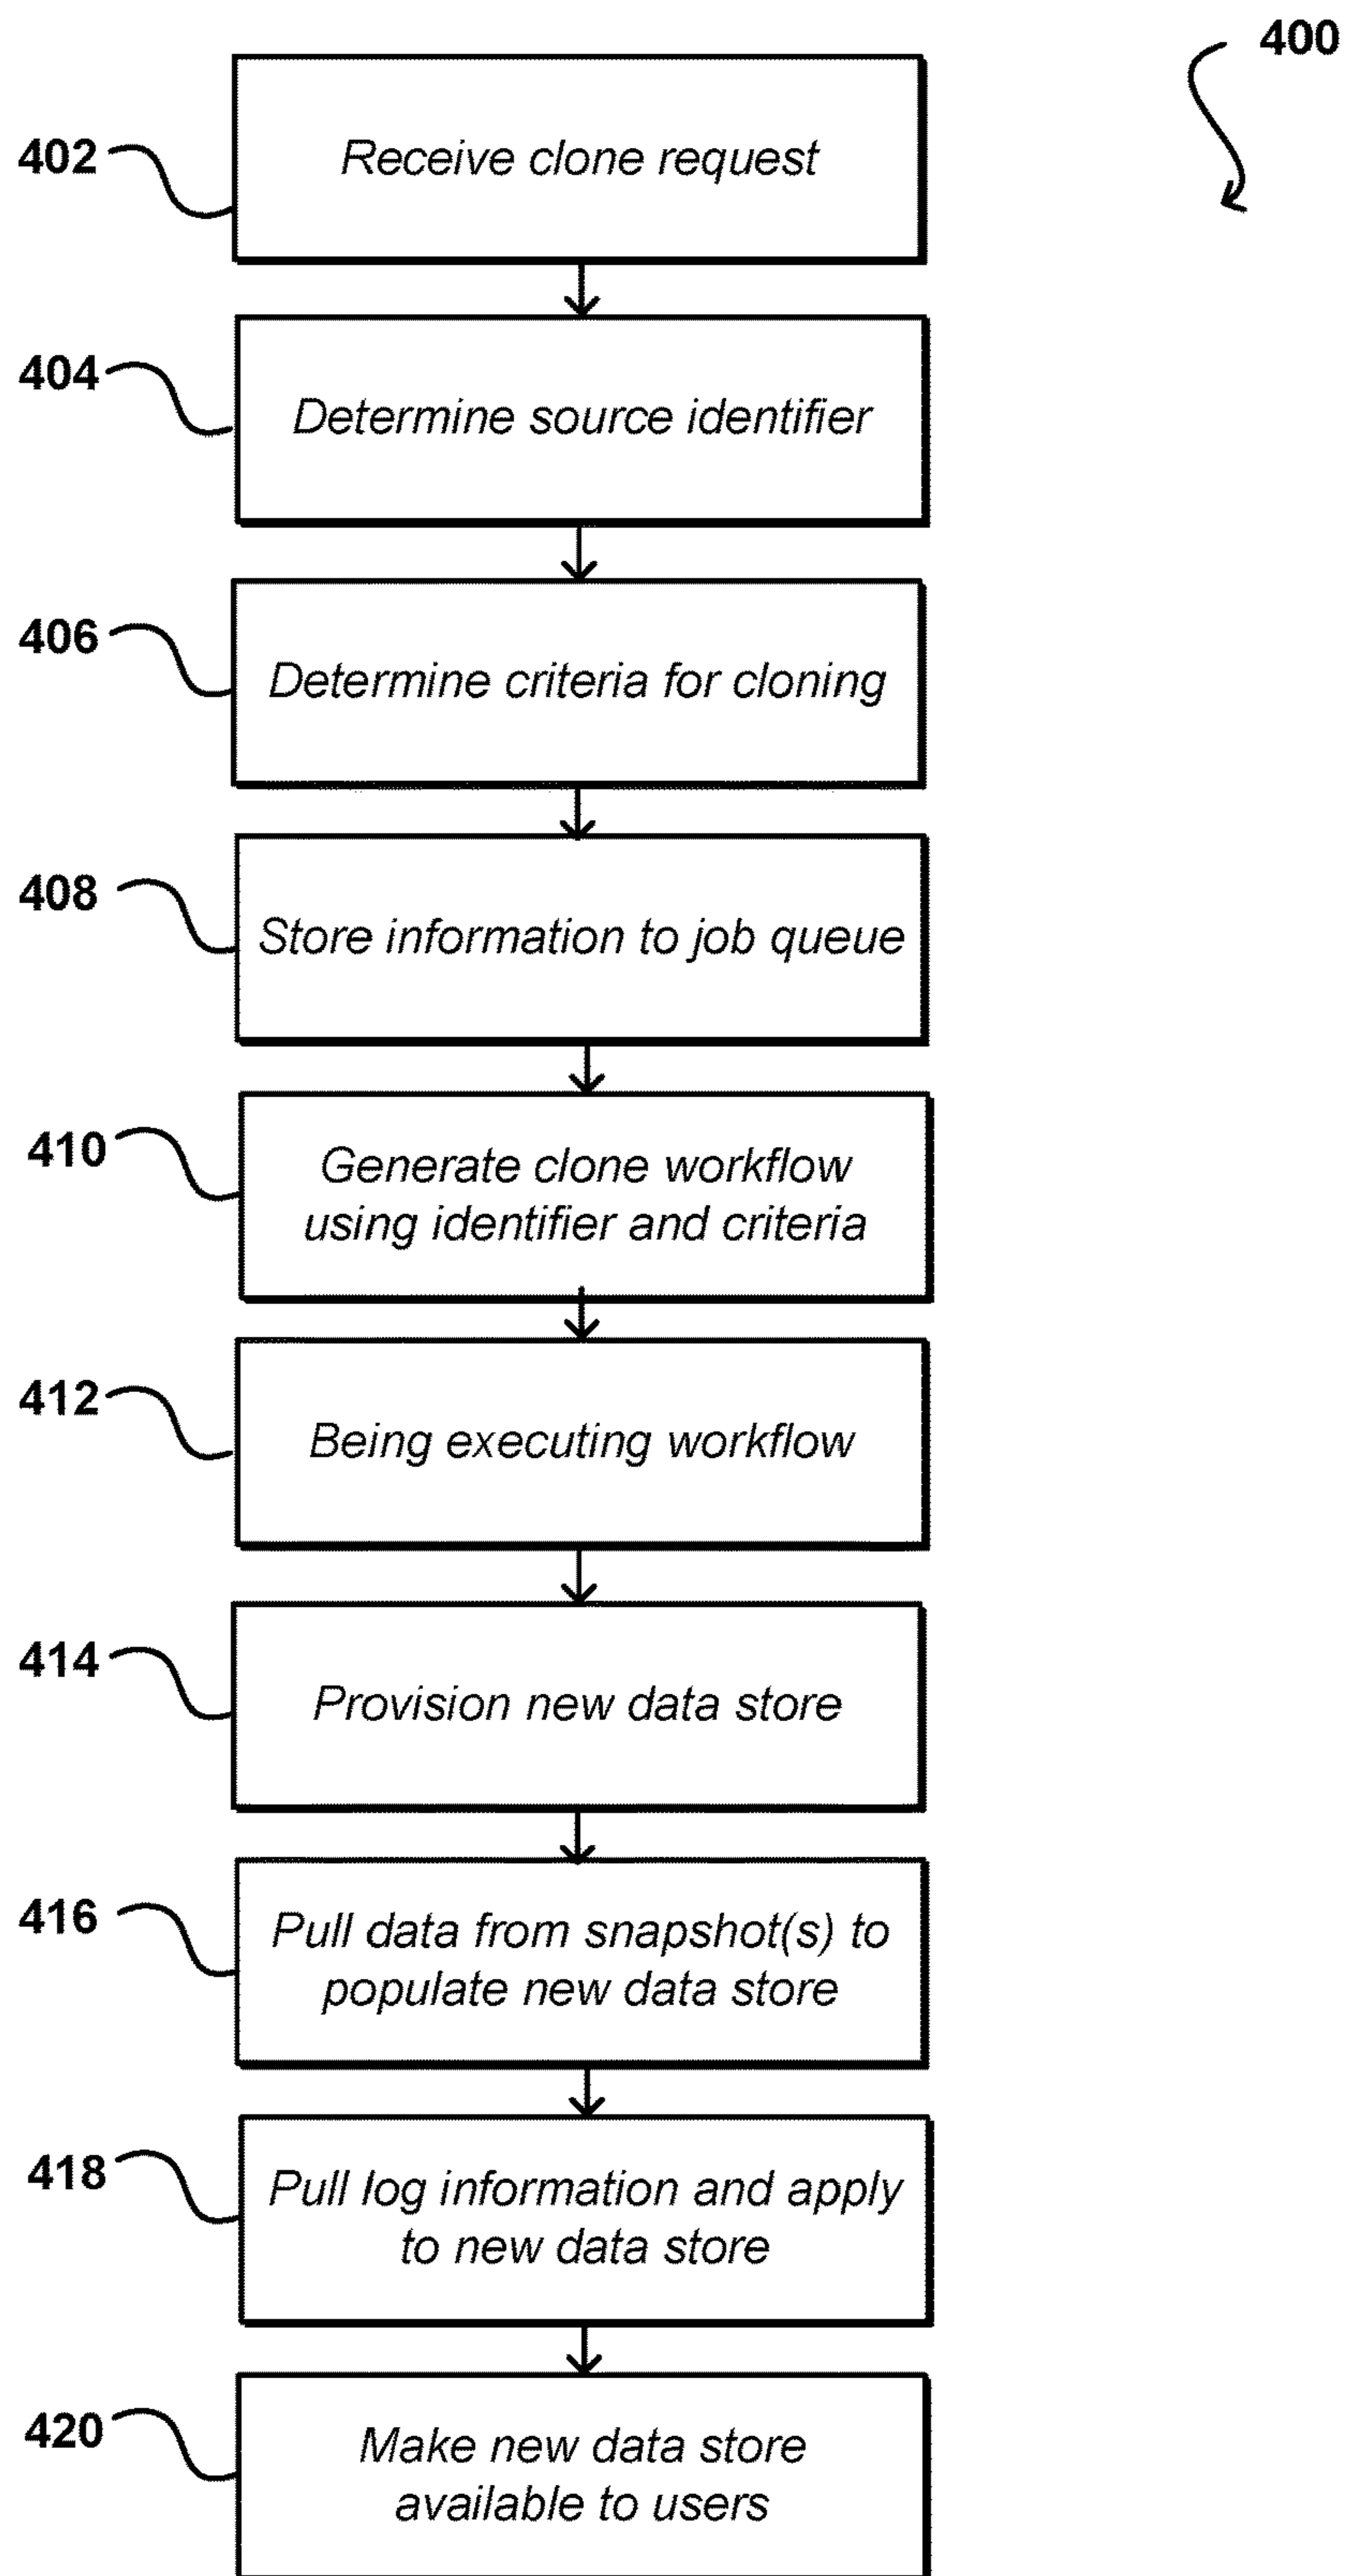 400
402
Receive clone request
404
Determine source identifier
406
Determine criteria for cloning
408
Store information to job queue
410
Generate clone workflow
using identifier and criteria
412
Being executing workflow
414
Provision new data store
416
Pull data from snapshot(s) to
populate new data store
418
Pull log information and apply
to new data store
420
Make new data store
available to users